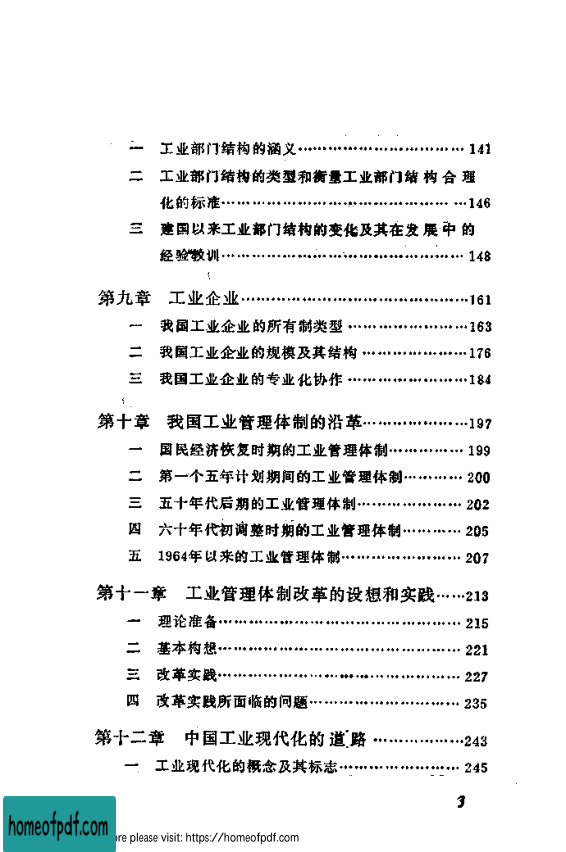 一 工业部门结构的涵义…………………………… 141
二 工业部门结构的类型和衡量工业部门结构合理
化的标准……………………………………146
三 建国以来工业部门结构的变化及其在发展中的
经验教训…………………………………… 148
第九章 工业企业……………………………………161
一 我国工业企业的所有制类型…………………163
二 我国工业企业的规模及其结构………………176
三 我国工业企业的专业化协作…………………184
第十章 我国工业管理体制的沿革………………197
一 国民经济恢复时期的工业管理体制………… 199
二 第一个五年计划期间的工业管理体制……… 200
三 五十年代后期的工业管理体制……………… 202
四 六十年代初调整时期的工业管理体制……… 205
五 1964年以来的工业管理体制………………… 207
第十一章 工业管理体制改革的设想和实践……213
一 理论准备…………………………………… 215
二 基本构想…………………………………… 221
三 改革实践…………………………………… 227
四 改革实践所面临的问题……………………… 235
第十二章 中国工业现代化的道路……………243
一 工业现代化的概念及其标志………………… 245
3
homeofpdf.com
ore please visit: https://homeofpdf.com